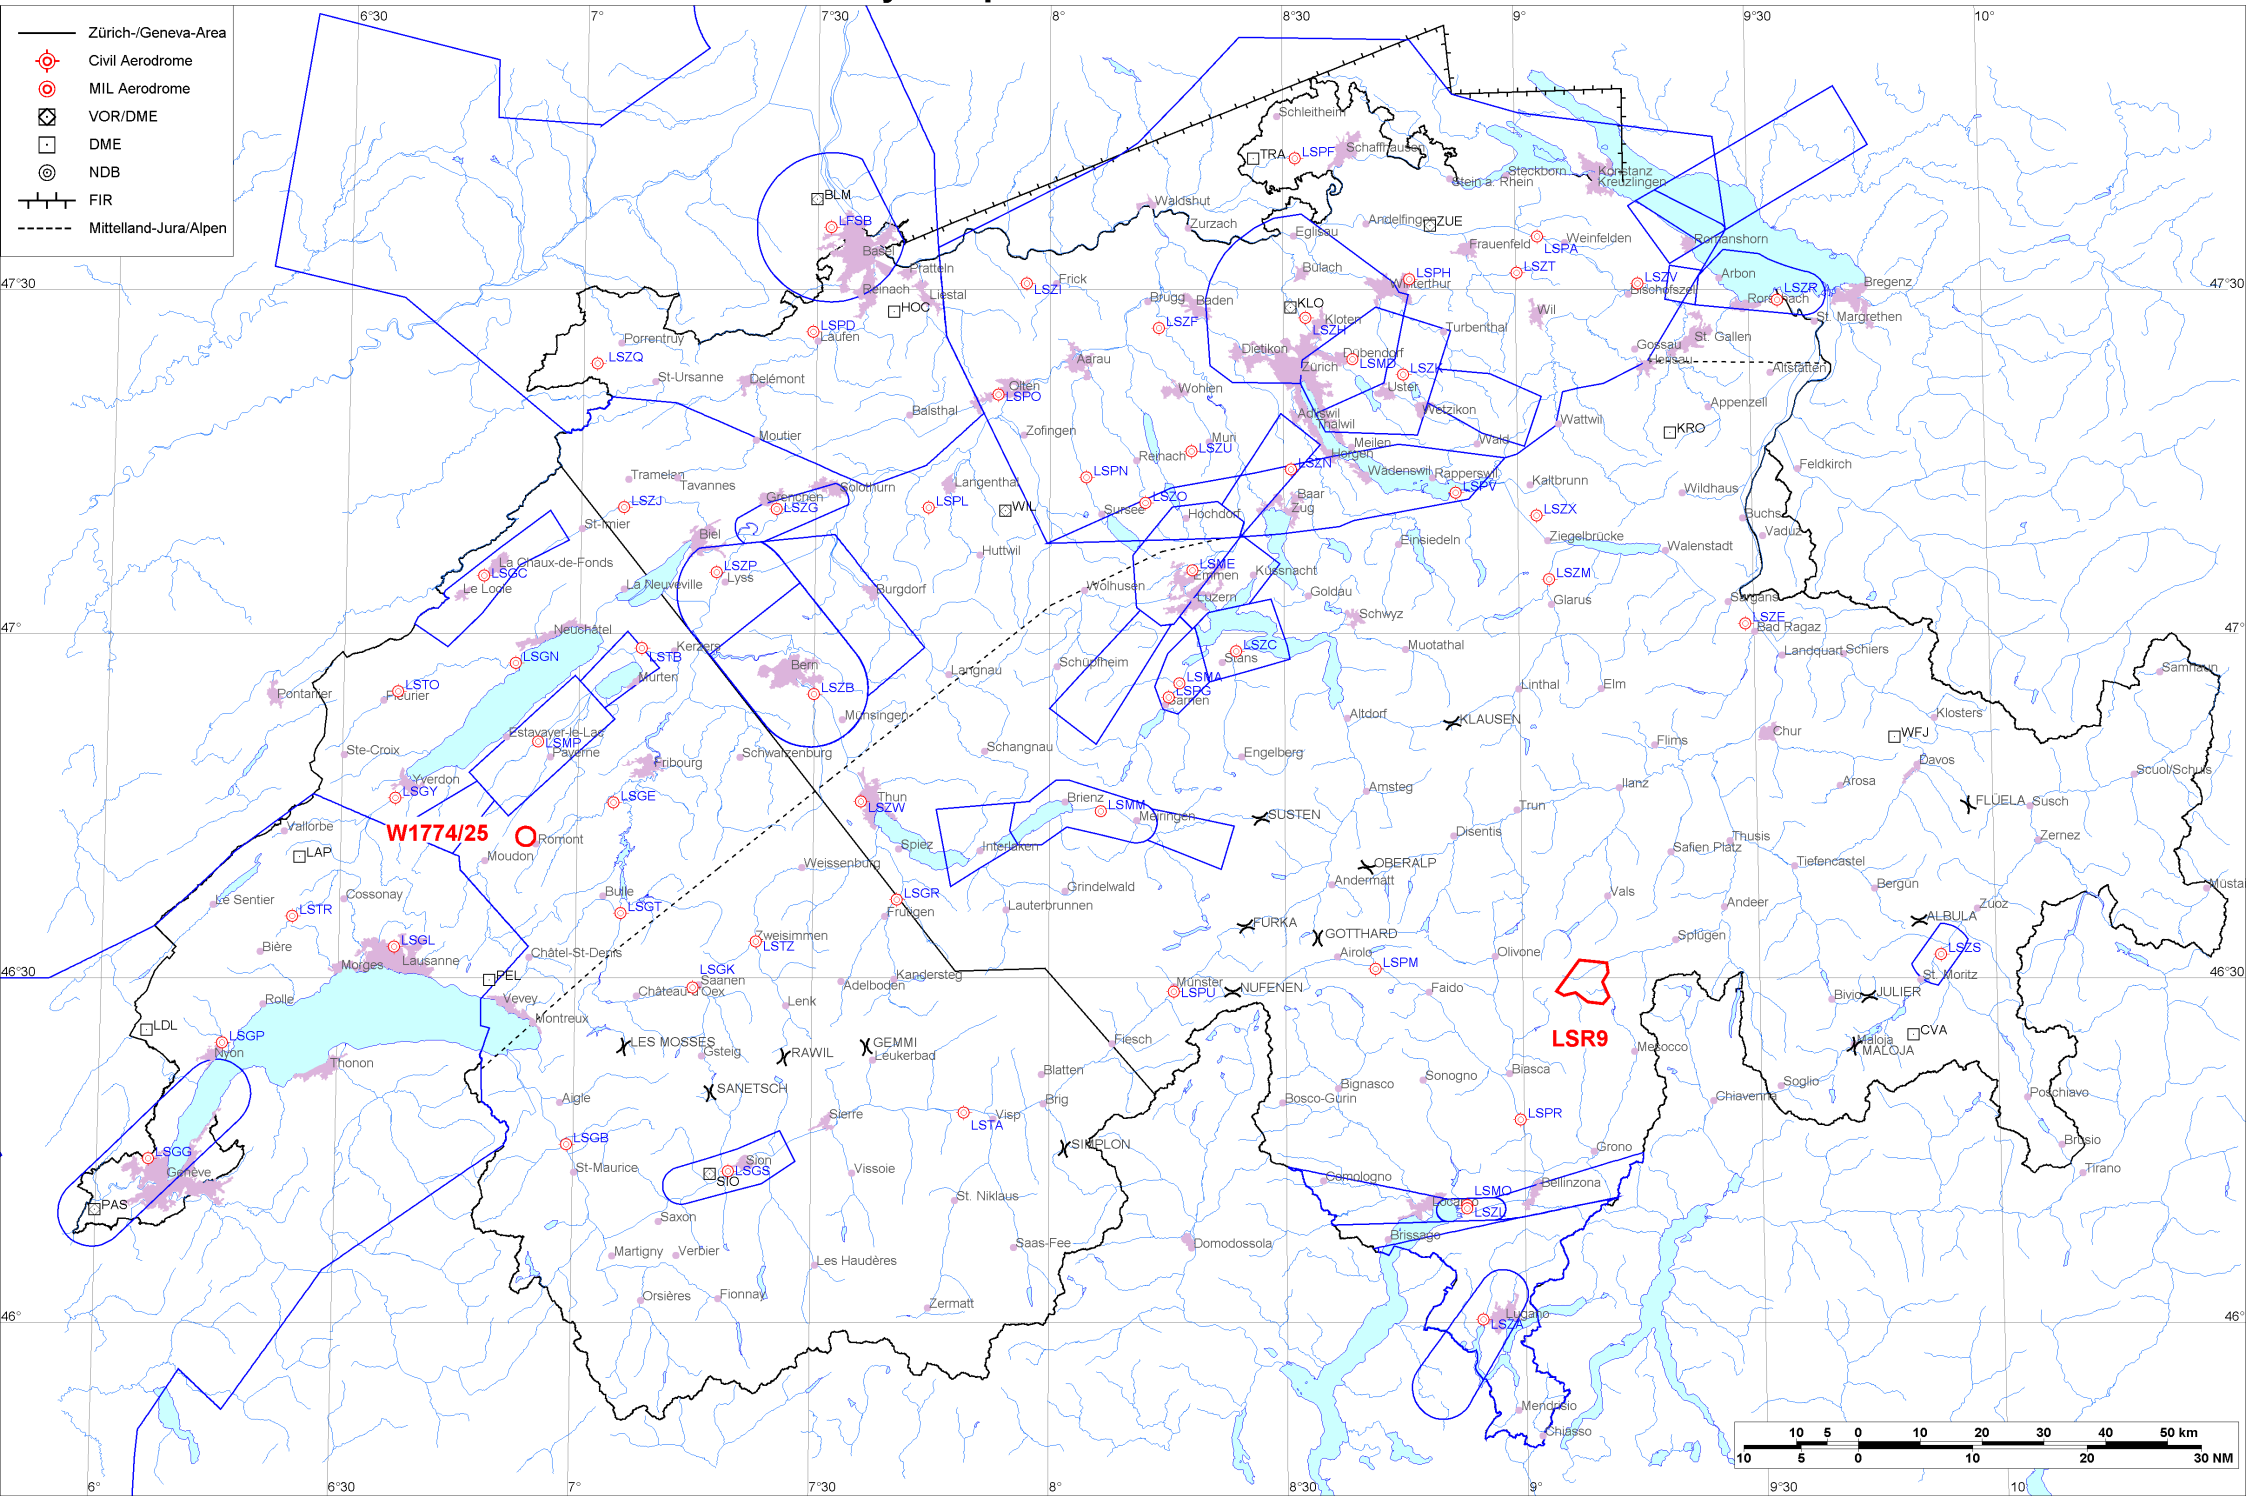 6°30
7°
7°30
8°
8°30
9°
9°30
10°
Zürich-/Geneva-Area
Civil Aerodrome
MIL Aerodrome
VOR/DME
DME
NDB
FIR
Mittelland-Jura/Alpen
Schleitheim
TRA
LSPF
Schaffhausen
Stein a. Rhein
Steckborn
Konstanz
Kreuzlingen
BLM
LFSB
Basel
Waldshut
Zurzach
Eglisau
Andelfingen
ZUE
Frauenfeld
LSPA
Weinfelden
Romanshorn
Pratteln
Reinach
Liestal
HOC
LSZI
Frick
Bülach
LSPH
Winterthur
LSZT
LSZV
Bischofszell
Arbon
LSZR
Rorschach
Bregenz
St. Margrethen
47°30
47°30
Brugg
Baden
KLO
Kloten
LSZH
LSZF
LSPD
Laufen
Porrentruy
LSZQ
St-Ursanne
Delémont
Aarau
Dietikon
Zürich
Dübendorf
LSMD
LSZK
Uster
Turbenthal
Wil
Gossau
Herisau
St. Gallen
Altstätten
Olten
LSPO
Balsthal
Zofingen
Wohlen
Adliswil
Thalwil
Wetzikon
Wattwil
Appenzell
KRO
Moutier
Muri
LSZU
Reinach
Meilen
Horgen
Wald
LSZN
Wädenswil
Rapperswil
LSPV
Kaltbrunn
Wildhaus
Feldkirch
Tramelan
Tavannes
LSZJ
Grenchen
Solothurn
LSZG
Langenthal
LSPL
WIL
LSPN
LSZO
Sursee
Hochdorf
Baar
Zug
LSZX
Buchs
Vaduz
St-Imier
Biel
Huttwil
Einsiedeln
Ziegelbrücke
Walenstadt
La Chaux-de-Fonds
LSGC
Le Locle
LSZP
Lyss
La Neuveville
Burgdorf
Wolhusen
LSME
Emmen
Küssnacht
Luzern
Goldau
Schwyz
LSZM
Glarus
Sargans
LSZE
Bad Ragaz
47°
47°
Neuchâtel
LSGN
Kerzers
LSTB
Murten
Bern
LSZB
Langnau
Schüpfheim
LSZC
Stans
Muotathal
Landquart
Schiers
Samnaun
LSTO
Fleurier
Pontarlier
LSMA
LSPG
Sarnen
Linthal
Elm
Münsingen
Altdorf
KLAUSEN
Klosters
WFJ
Davos
Chur
Flims
Estavayer-le-Lac
LSMP
Payerne
Ste-Croix
Schwarzenburg
Schangnau
Engelberg
Fribourg
Yverdon
LSGY
LSGE
Thun
LSZW
Brienz
LSMM
Meiringen
Amsteg
SUSTEN
Trun
Ilanz
Arosa
FLÜELA
Susch
Scuol/Schuls
W1774/25
Romont
Moudon
Vallorbe
LAP
Spiez
Interlaken
Disentis
Safien Platz
Thusis
Zernez
Tiefencastel
Weissenburg
OBERALP
Andermatt
Grindelwald
Bergun
Vals
Müstair
Cossonay
Le Sentier
LSTR
Bulle
LSGT
LSGR
Frutigen
Lauterbrunnen
FURKA
GOTTHARD
Andeer
ALBULA
Zuoz
Bière
LSGL
Lausanne
Morges
Zweisimmen
LSTZ
Châtel-St-Denis
Airolo
LSPM
Olivone
Splügen
LSZS
St. Moritz
46°30
46°30
PEL
LSGK
Saanen
Château-d'Oex
Adelboden
Kandersteg
Münster
LSPU
NUFENEN
Faido
Bivio
JULIER
Rolle
Vevey
Lenk
Montreux
LDL
LSGP
Nyon
Thonon
LES MOSSES
Gsteig
RAWIL
GEMMI
Leukerbad
Fiesch
LSR9
Mesocco
CVA
Maloja
MALOJA
SANETSCH
Blatten
Bignasco
Sonogno
Biasca
Soglio
Chiavenna
Poschiavo
Aigle
Sierre
LSTA
Visp
Brig
Bosco-Gurin
LSPR
LSGB
SIMPLON
Grono
Brusio
LSGG
Genève
PAS
St-Maurice
Sion
LSGS
SIO
Vissoie
St. Niklaus
Comologno
LSMO
Locarno
LSZL
Bellinzona
Tirano
Saxon
Martigny
Verbier
Les Haudères
Saas-Fee
Domodossola
Brissago
Orsières
Fionnay
Zermatt
Lugano
LSZA
46°
46°
Mendrisio
Chiasso
10 5 0 10 20 30 40 50 km
10 5 0 10 20 30 NM
6°
6°30
7°
7°30
8°
8°30
9°
9°30
10